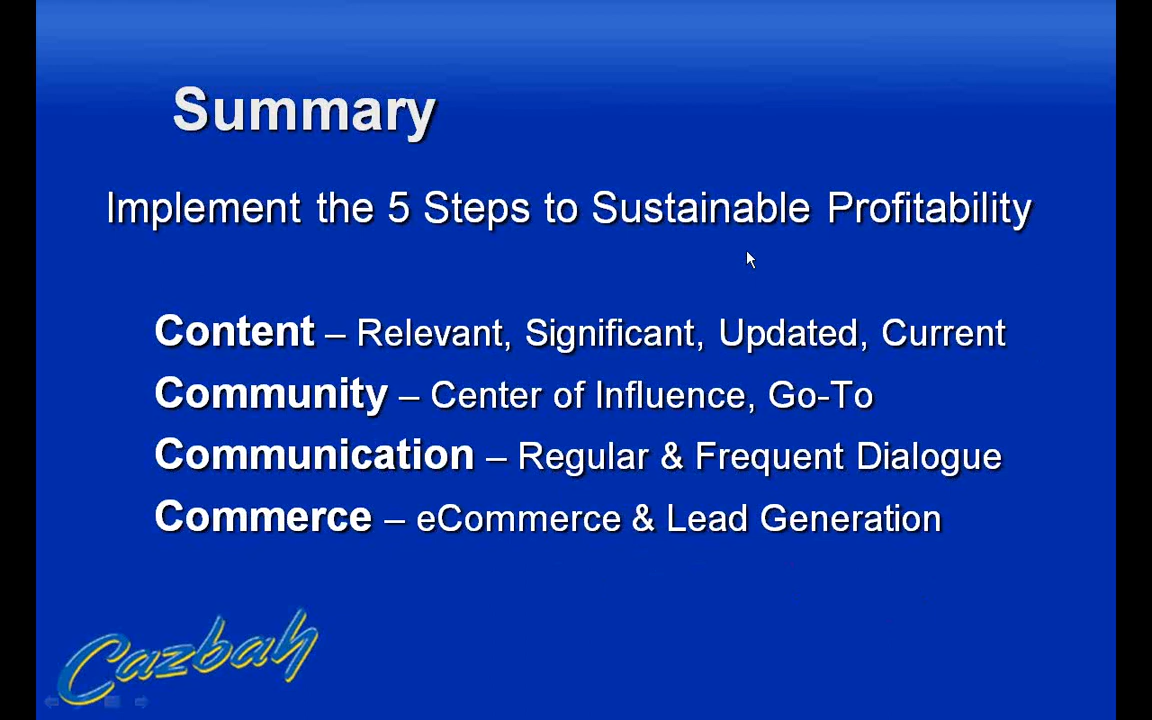 Summary
Implement the 5 Steps to Sustainable Profitability
Content – Relevant, Significant, Updated, Current
Community – Center of Influence, Go-To
Communication – Regular & Frequent Dialogue
Commerce – eCommerce & Lead Generation
Cazbah